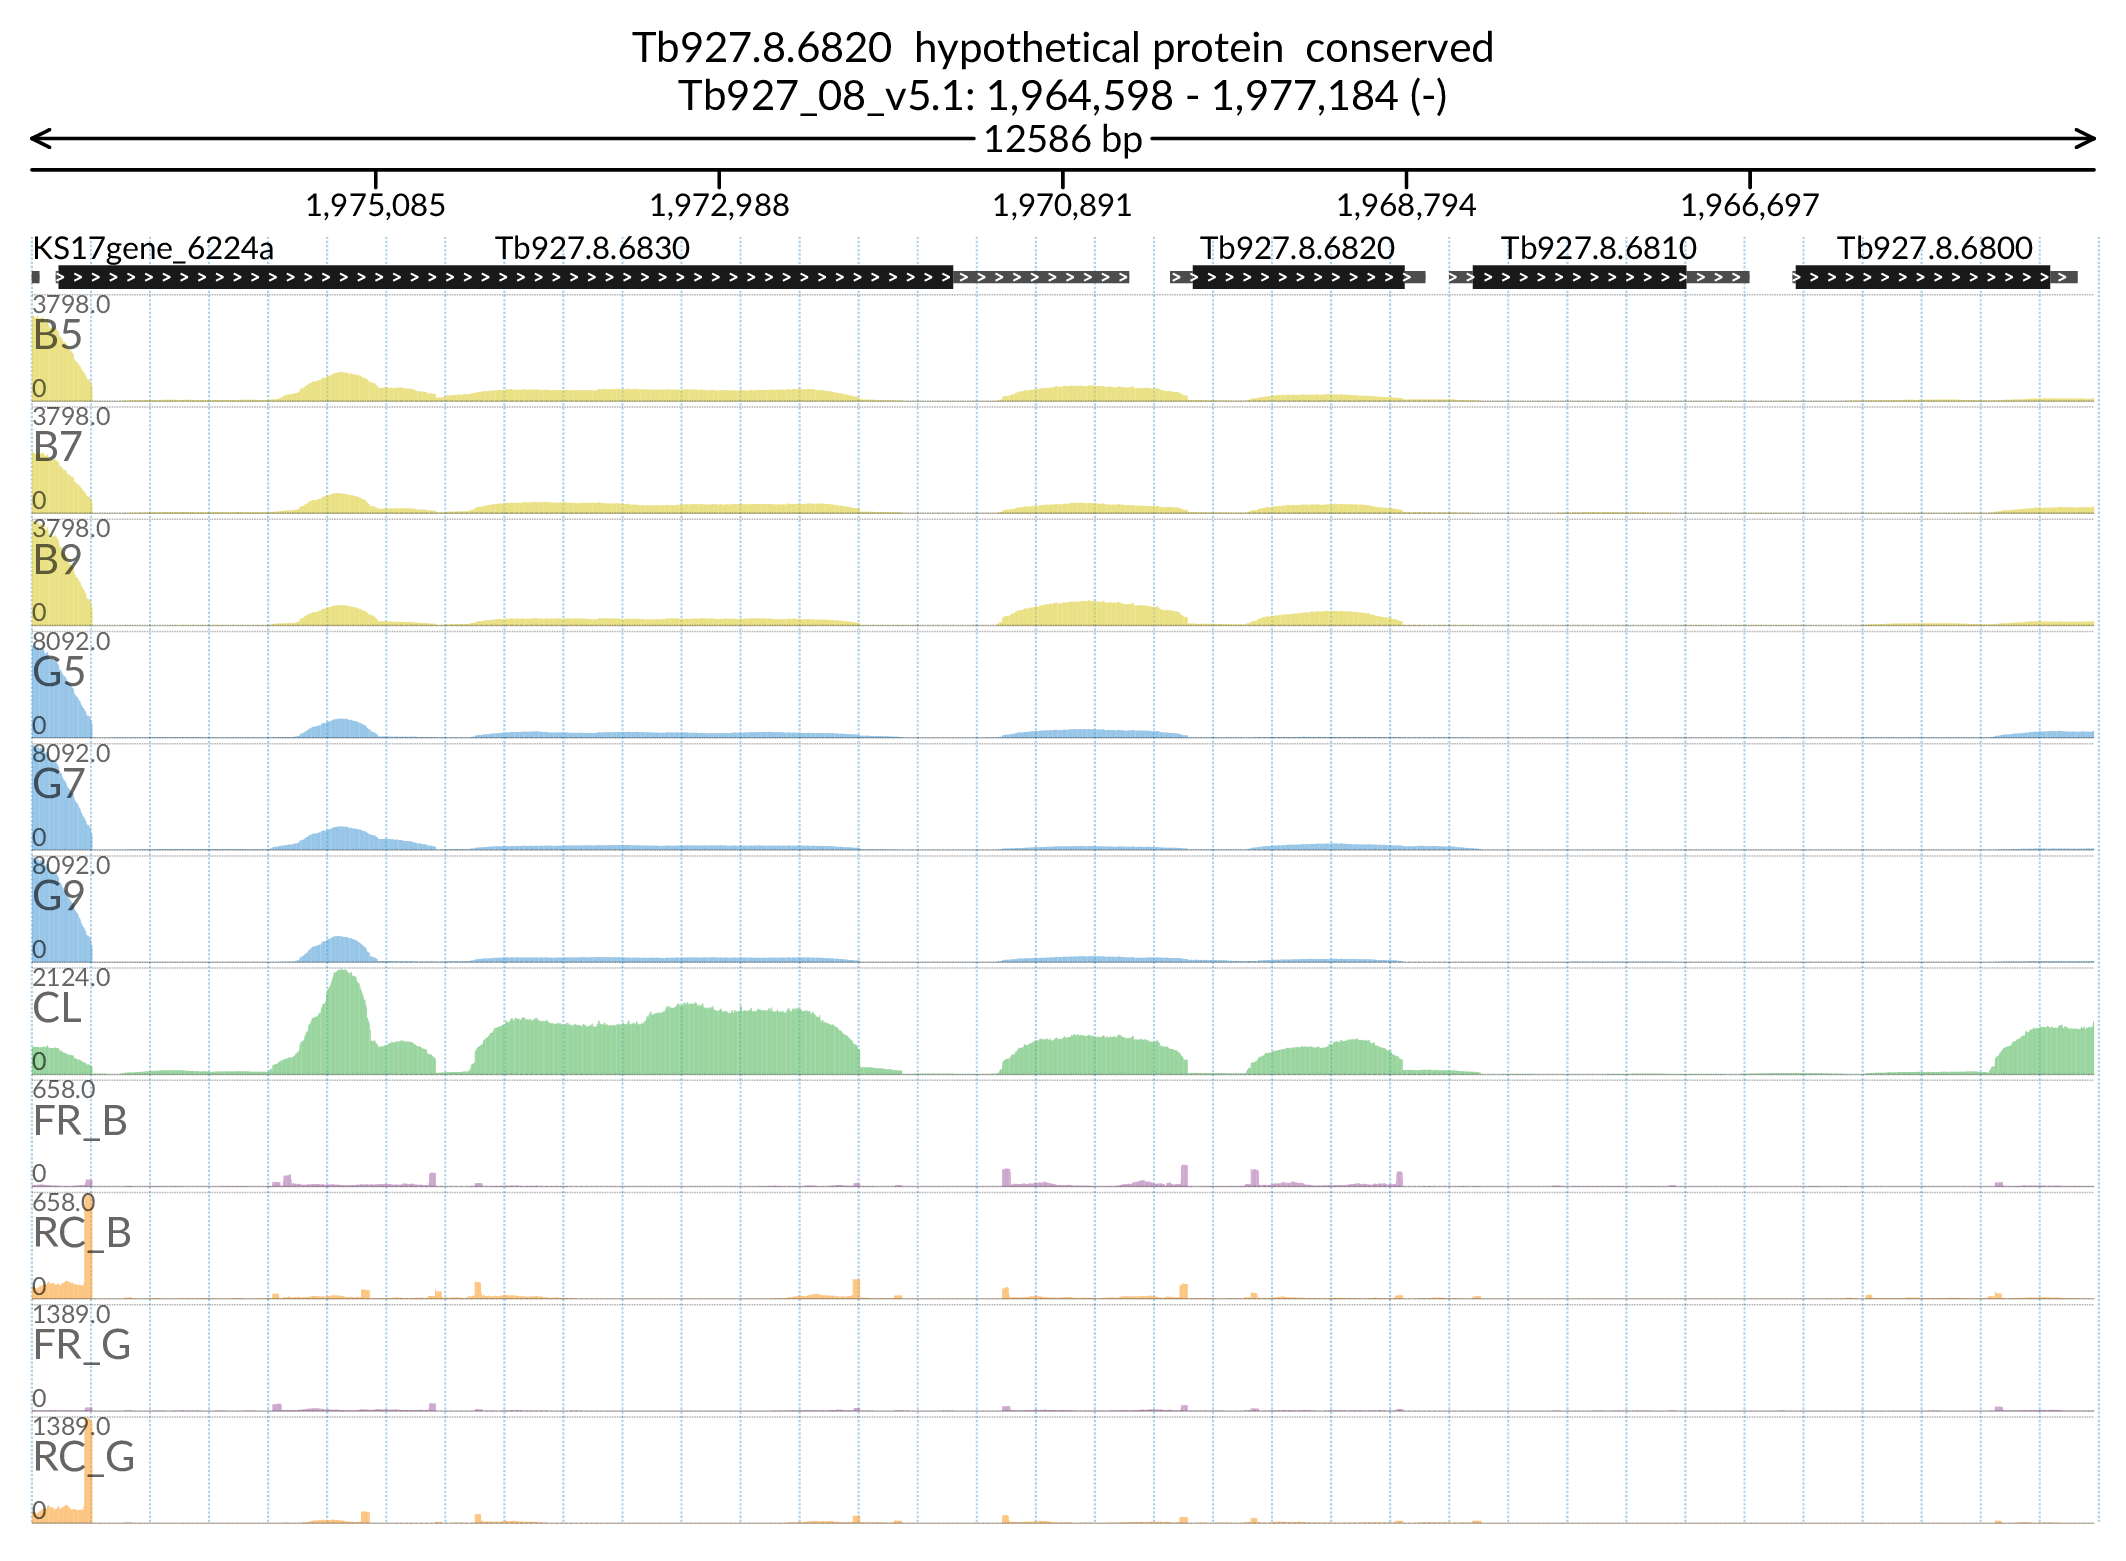 Tb927.8.6820  hypothetical protein  conserved
Tb927_08_v5.1: 1,964,598 - 1,977,184 (-)
12586 bp
1,975,085 1,972,988 1,970,891 1,968,794 1,966,697
KS17gene_6224a Tb927.8.6830 Tb927.8.6820 Tb927.8.6810 Tb927.8.6800
3798.0
B5
0
3798.0
B7
0
3798.0
B9
0
8092.0
G5
0
8092.0
G7
0
8092.0
G9
0
2124.0
CL
0
658.0
FR_B
0
658.0
RC_B
0
1389.0
FR_G
0
1389.0
RC_G
0